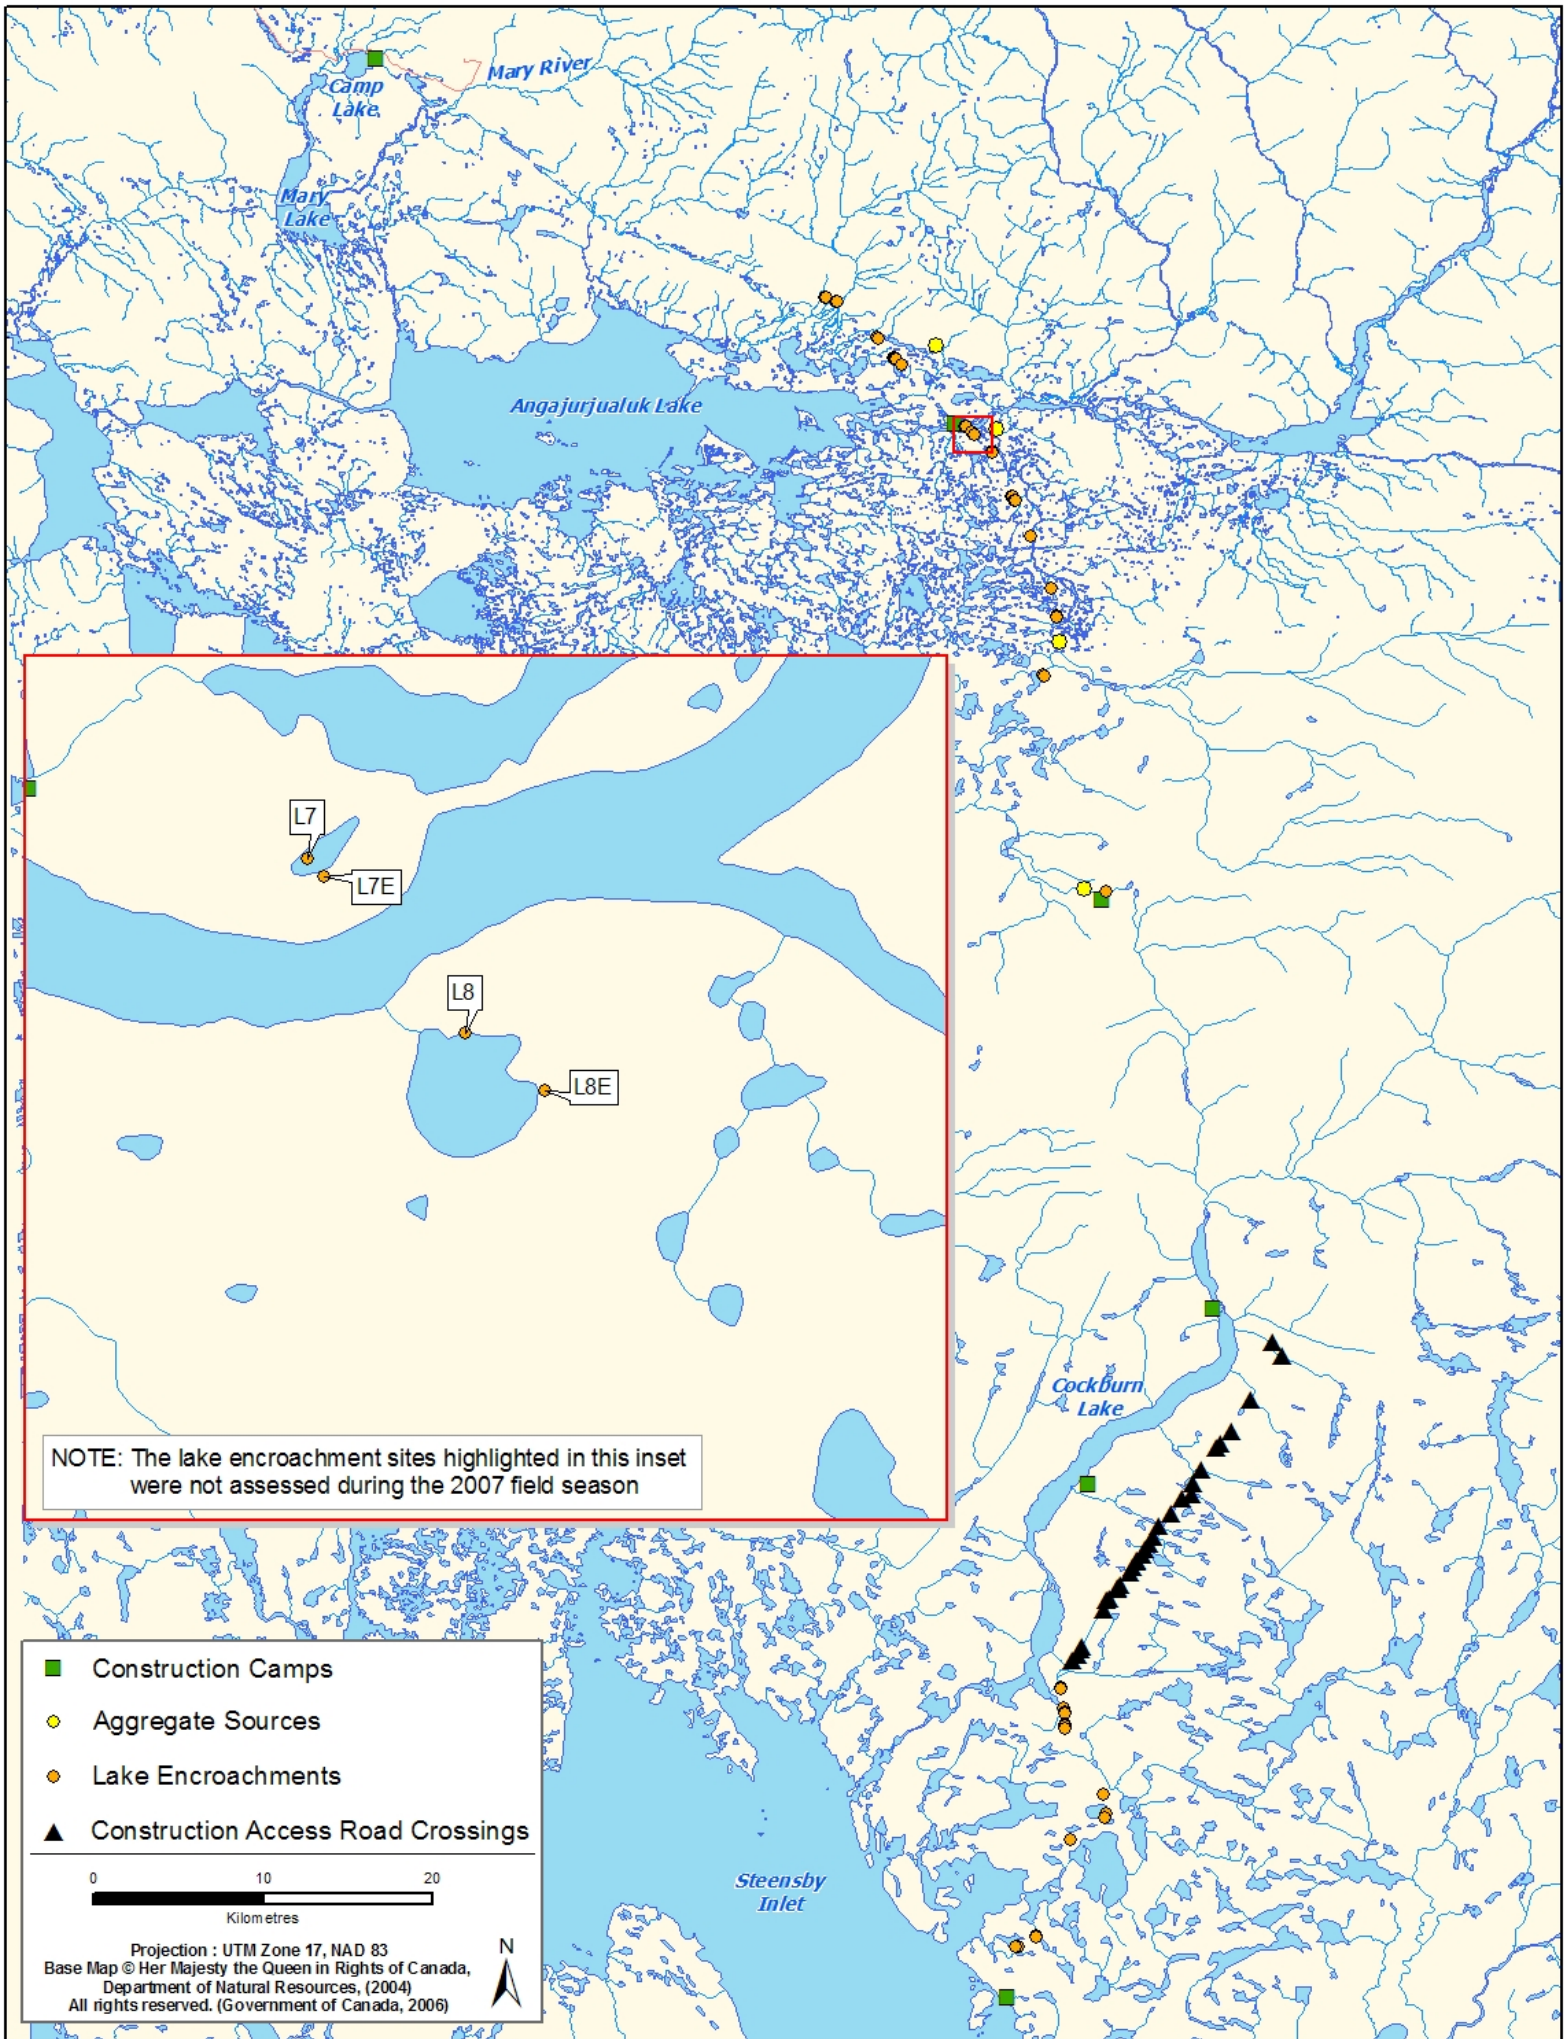 Mary River
Camp
Lake
Mary
Lake
Angajurjualuk Lake
L7
L7E
L8
L8E
Cockburn
Lake
NOTE: The lake encroachment sites highlighted in this inset
were not assessed during the 2007 field season
Construction Camps
Aggregate Sources
Lake Encroachments
Construction Access Road Crossings
0 10 20
Kilometres
Steensby
Inlet
Projection : UTM Zone 17, NAD 83
Base Map © Her Majesty the Queen in Rights of Canada,
Department of Natural Resources, (2004)
All rights reserved. (Government of Canada, 2006)
N